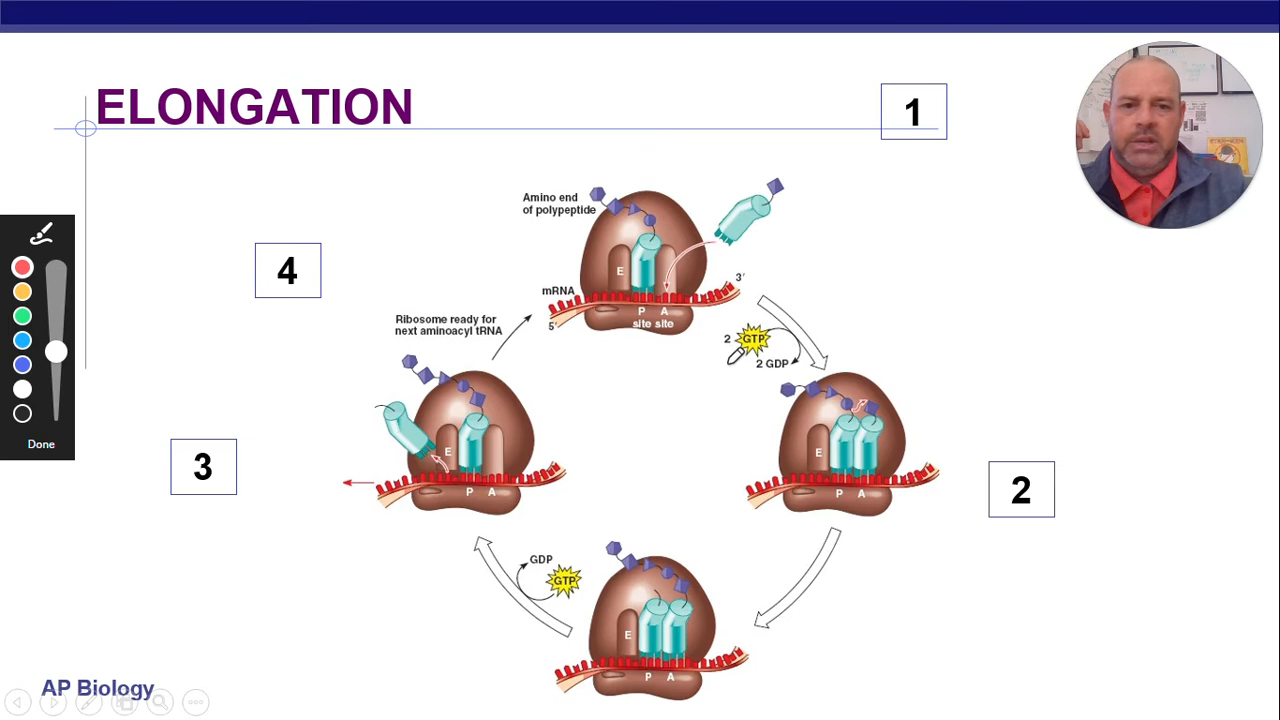 ELONGATION
1
Amino end
of polypeptide
E
mRNA
3′
5′
P A
site site
4
Ribosome ready for
next aminoacyl tRNA
2 GTP
2 GDP
E
P A
3
E
P A
2
GDP
GTP
E
P A
Done
AP Biology